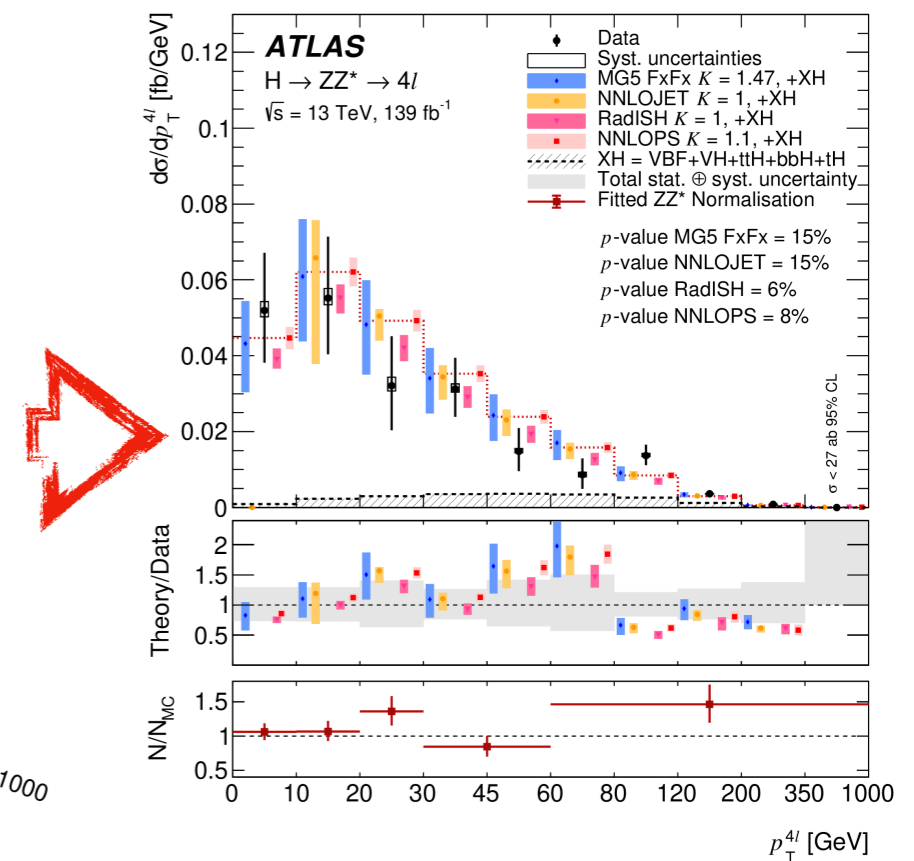 ATLAS
H → ZZ* → 4l
√s = 13 TeV, 139 fb⁻¹
Data
Syst. uncertainties
MG5 FxFx K = 1.47, +XH
NNLOJET K = 1, +XH
RadISH K = 1, +XH
NNLOPS K = 1.1, +XH
XH = VBF+VH+ttH+bbH+tH
Total stat. ⊕ syst. uncertainty
Fitted ZZ* Normalisation
p-value MG5 FxFx = 15%
p-value NNLOJET = 15%
p-value RadISH = 6%
p-value NNLOPS = 8%
dσ/dp_T^4l [fb/GeV]
0.12
0.1
0.08
0.06
0.04
0.02
0
σ < 27 ab 95% CL
Theory/Data
2
1.5
1
0.5
N/N_MC
1.5
1
0.5
0 10 20 30 45 60 80 120 200 350 1000
p_T^4l [GeV]
1000